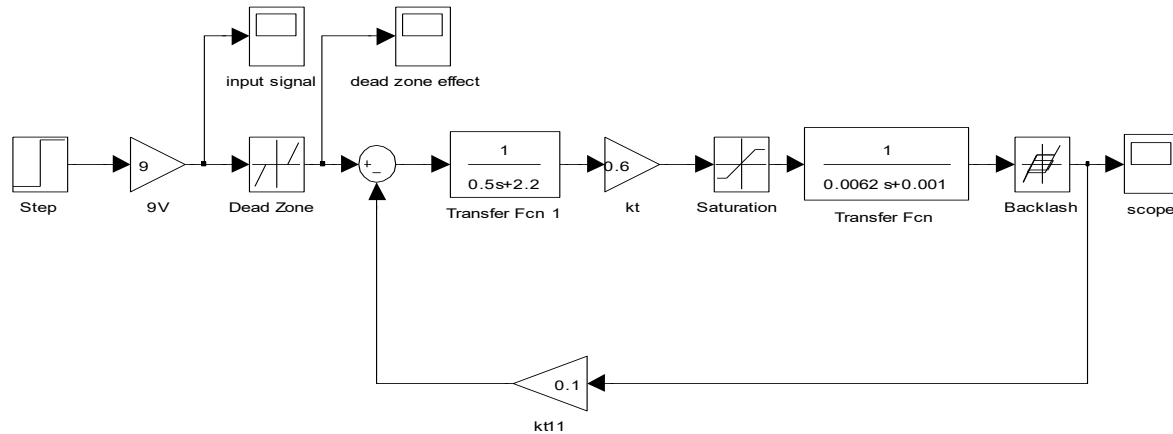 input signal
dead zone effect
Step
9
9V
Dead Zone
+
−
1
0.5s+2.2
Transfer Fcn 1
0.6
kt
Saturation
1
0.0062 s+0.001
Transfer Fcn
Backlash
scope
0.1
kt11